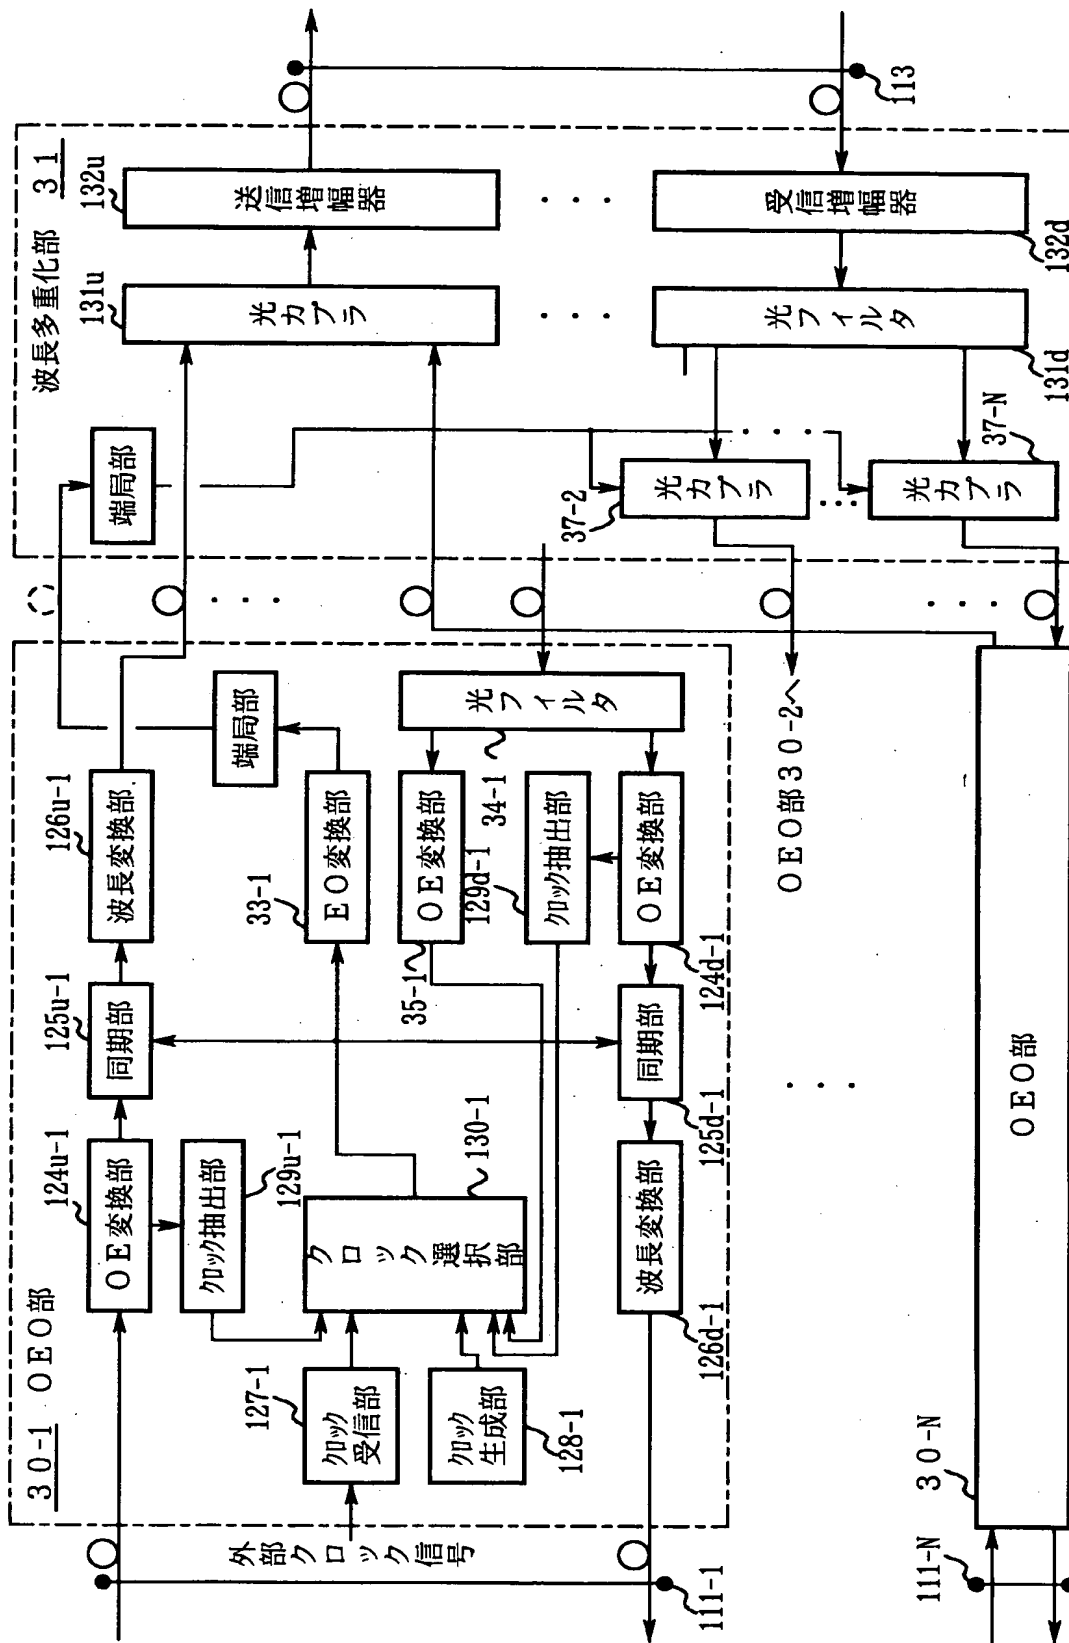 30-1 OEO部
124u-1
OE変換部
125u-1
同期部
126u-1
波長変換部
クロック抽出部
129u-1
127-1
クロック
受信部
外部クロック信号
クロック
生成部
128-1
クロック選択部
130-1
33-1
EO変換部
端局部
35-1
OE変換部
34-1
光フィルタ
129d-1
クロック抽出部
OE変換部
124d-1
同期部
125d-1
波長変換部
126d-1
111-1
波長多重化部
31
端局部
131u
光カプラ
132u
送信増幅器
113
受信増幅器
132d
光フィルタ
131d
37-2
光カプラ
37-N
光カプラ
OEO部30-2へ
30-N
OEO部
111-N